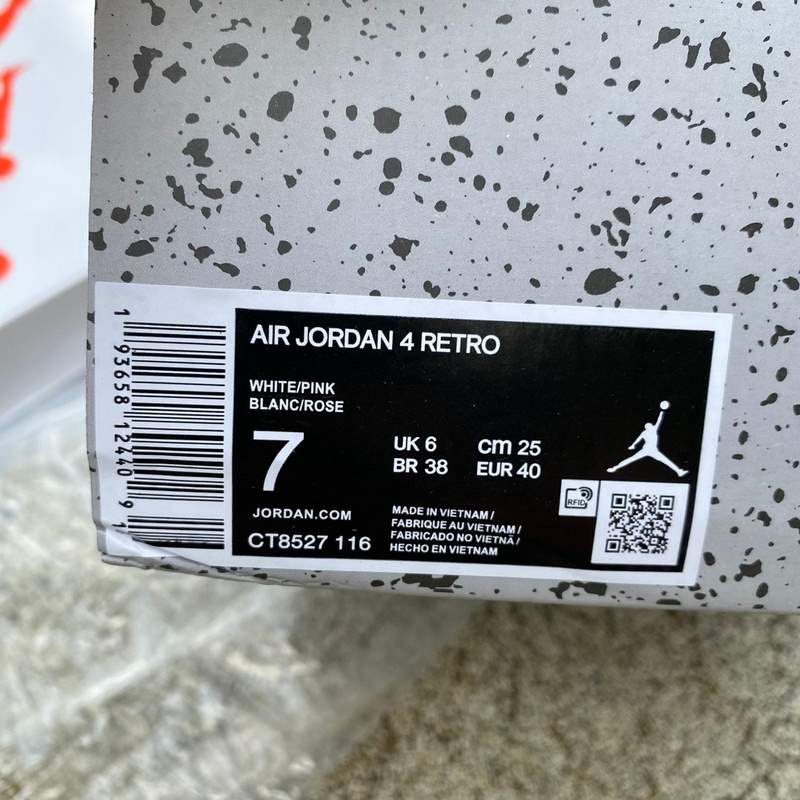 1 93658 12440 9
AIR JORDAN 4 RETRO
WHITE/PINK
BLANC/ROSE
7
UK 6 cm 25
BR 38 EUR 40
JORDAN.COM
CT8527 116
MADE IN VIETNAM /
FABRIQUE AU VIETNAM /
FABRICADO NO VIETNÃ /
HECHO EN VIETNAM
RFID